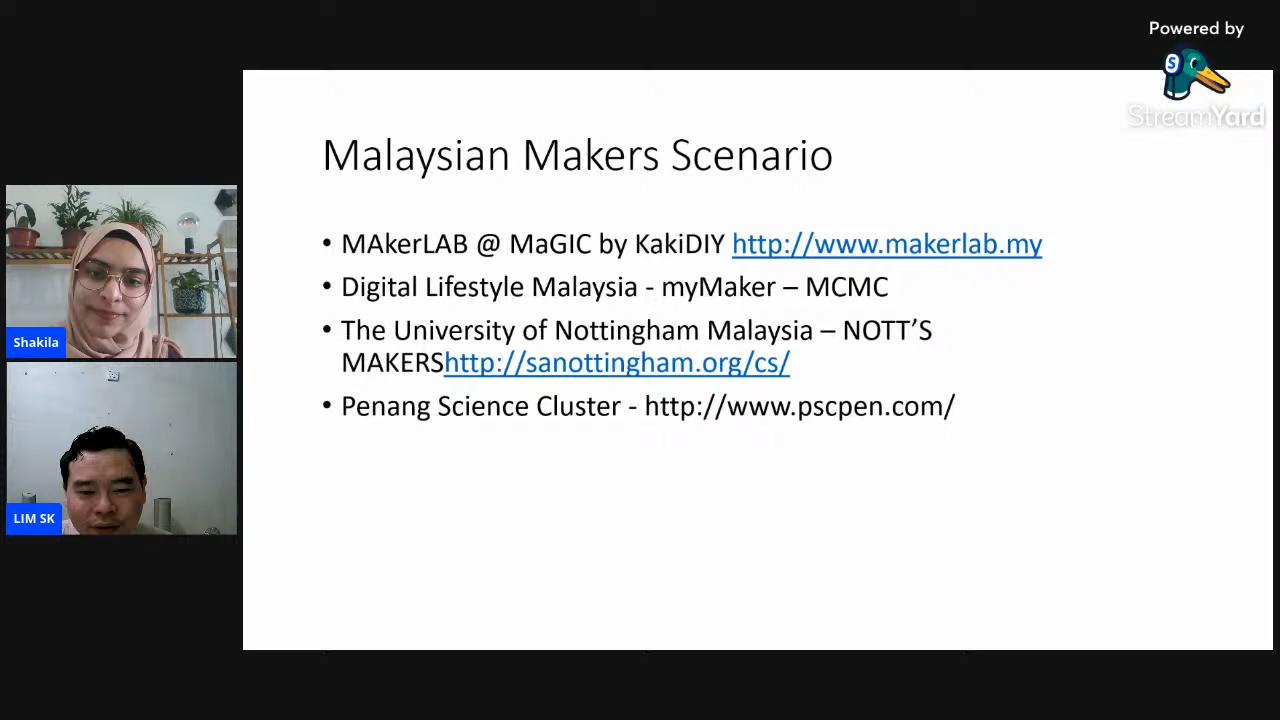 Powered by
StreamYard
Malaysian Makers Scenario
• MAkerLAB @ MaGIC by KakiDIY http://www.makerlab.my
• Digital Lifestyle Malaysia - myMaker – MCMC
• The University of Nottingham Malaysia – NOTT’S
MAKERShttp://sanottingham.org/cs/
• Penang Science Cluster - http://www.pscpen.com/
Shakila
LIM SK